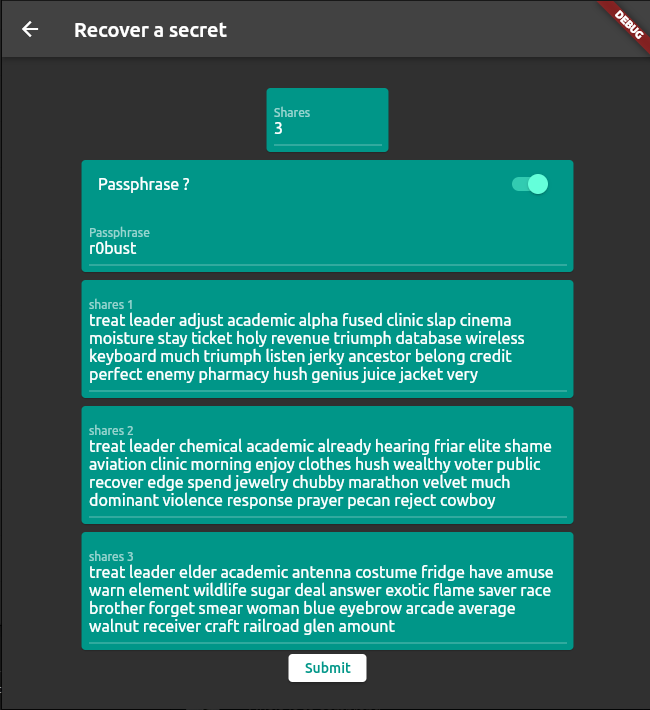 Recover a secret
DEBUG
Shares
3
Passphrase ?
Passphrase
r0bust
shares 1
treat leader adjust academic alpha fused clinic slap cinema
moisture stay ticket holy revenue triumph database wireless
keyboard much triumph listen jerky ancestor belong credit
perfect enemy pharmacy hush genius juice jacket very
shares 2
treat leader chemical academic already hearing friar elite shame
aviation clinic morning enjoy clothes hush wealthy voter public
recover edge spend jewelry chubby marathon velvet much
dominant violence response prayer pecan reject cowboy
shares 3
treat leader elder academic antenna costume fridge have amuse
warn element wildlife sugar deal answer exotic flame saver race
brother forget smear woman blue eyebrow arcade average
walnut receiver craft railroad glen amount
Submit